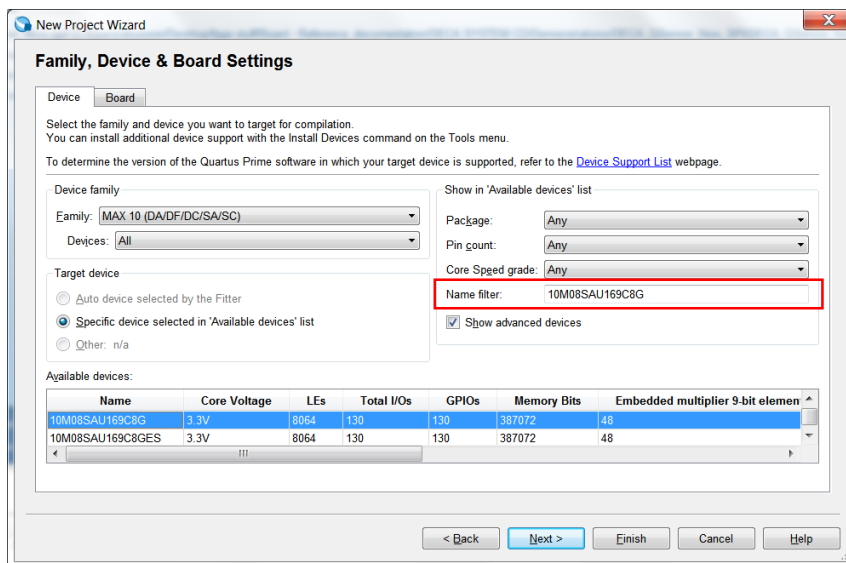 New Project Wizard
Family, Device & Board Settings
Device
Board
Select the family and device you want to target for compilation.
You can install additional device support with the Install Devices command on the Tools menu.
To determine the version of the Quartus Prime software in which your target device is supported, refer to the Device Support List webpage.
Device family
Family: MAX 10 (DA/DF/DC/SA/SC)
Devices: All
Target device
Auto device selected by the Fitter
Specific device selected in 'Available devices' list
Other: n/a
Show in 'Available devices' list
Package: Any
Pin count: Any
Core Speed grade: Any
Name filter: 10M08SAU169C8G
Show advanced devices
Available devices:
Name Core Voltage LEs Total I/Os GPIOs Memory Bits Embedded multiplier 9-bit elemen
10M08SAU169C8G 3.3V 8064 130 130 387072 48
10M08SAU169C8GES 3.3V 8064 130 130 387072 48
< Back
Next >
Finish
Cancel
Help